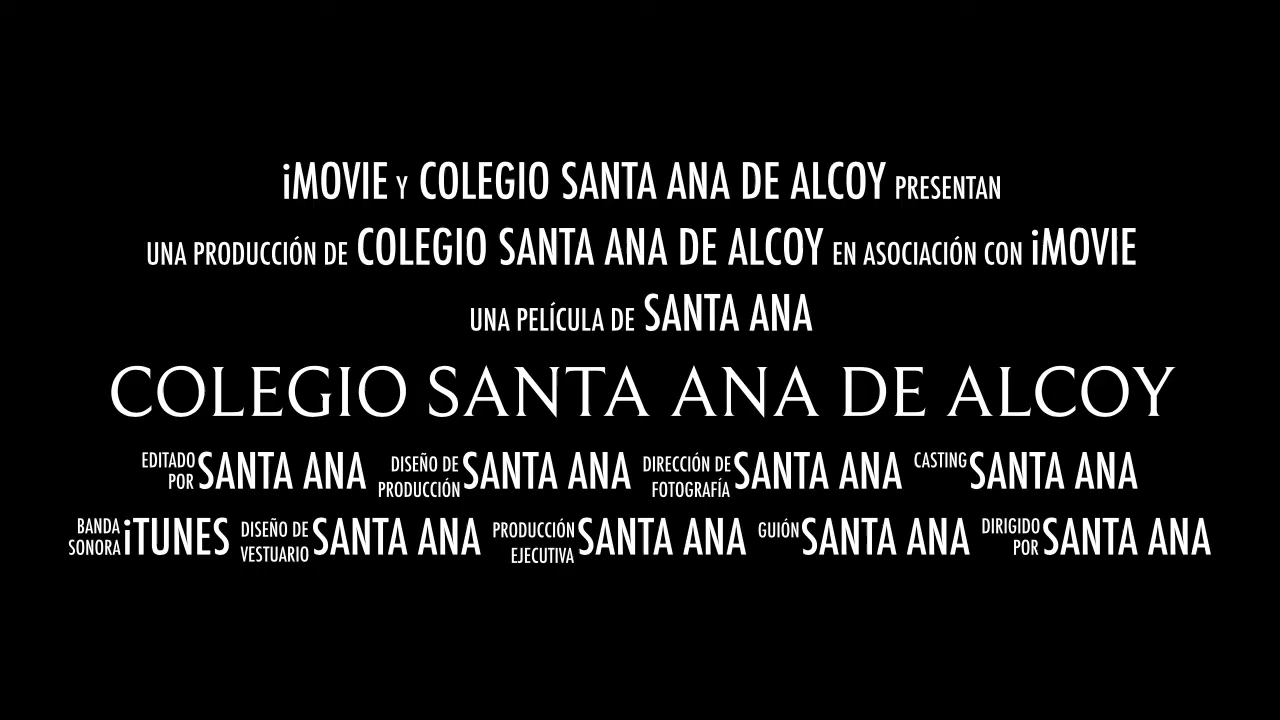 iMOVIE Y COLEGIO SANTA ANA DE ALCOY PRESENTAN
UNA PRODUCCIÓN DE COLEGIO SANTA ANA DE ALCOY EN ASOCIACIÓN CON iMOVIE
UNA PELÍCULA DE SANTA ANA
COLEGIO SANTA ANA DE ALCOY
EDITADO POR SANTA ANA DISEÑO DE PRODUCCIÓN SANTA ANA DIRECCIÓN DE FOTOGRAFÍA SANTA ANA CASTING SANTA ANA
BANDA SONORA iTUNES DISEÑO DE VESTUARIO SANTA ANA PRODUCCIÓN EJECUTIVA SANTA ANA GUIÓN SANTA ANA DIRIGIDO POR SANTA ANA